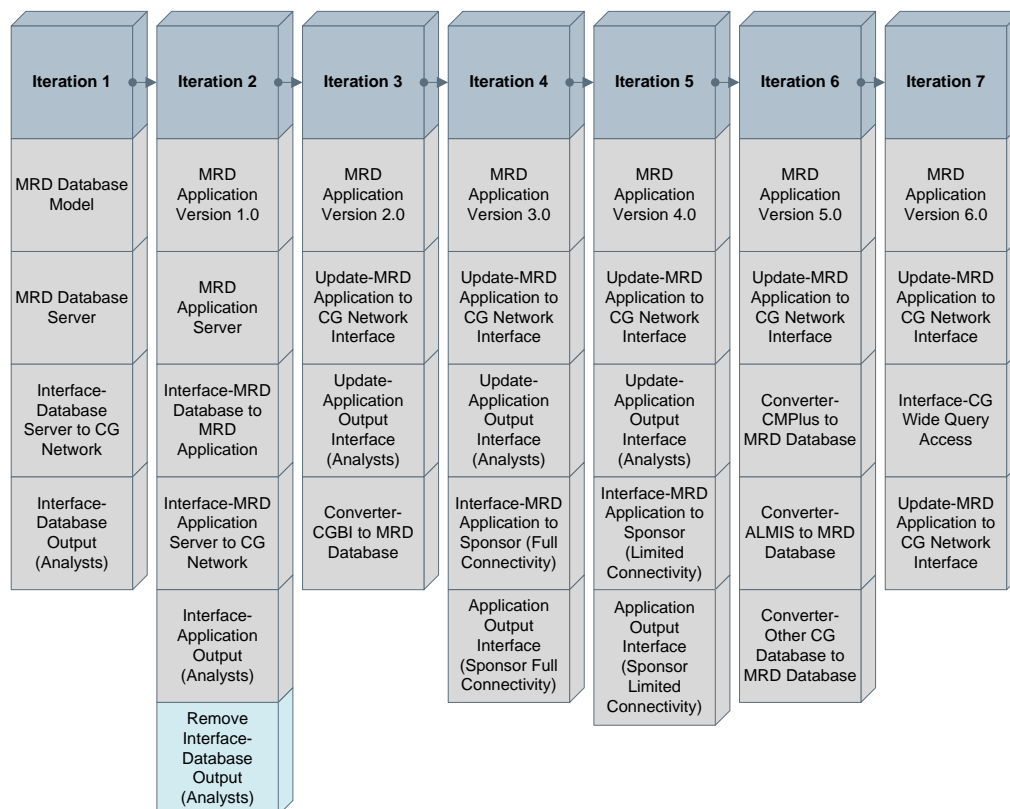 Iteration 1
Iteration 2
Iteration 3
Iteration 4
Iteration 5
Iteration 6
Iteration 7
MRD Database
Model
MRD Database
Server
Interface-
Database
Server to CG
Network
Interface-
Database
Output
(Analysts)
MRD
Application
Version 1.0
MRD
Application
Server
Interface-MRD
Database to
MRD
Application
Interface-MRD
Application
Server to CG
Network
Interface-
Application
Output
(Analysts)
Remove
Interface-
Database
Output
(Analysts)
MRD
Application
Version 2.0
Update-MRD
Application to
CG Network
Interface
Update-
Application
Output
Interface
(Analysts)
Converter-
CGBI to MRD
Database
MRD
Application
Version 3.0
Update-MRD
Application to
CG Network
Interface
Update-
Application
Output
Interface
(Analysts)
Interface-MRD
Application to
Sponsor (Full
Connectivity)
Application
Output
Interface
(Sponsor Full
Connectivity)
MRD
Application
Version 4.0
Update-MRD
Application to
CG Network
Interface
Update-
Application
Output
Interface
(Analysts)
Interface-MRD
Application to
Sponsor
(Limited
Connectivity)
Application
Output
Interface
(Sponsor
Limited
Connectivity)
MRD
Application
Version 5.0
Update-MRD
Application to
CG Network
Interface
Converter-
CMPlus to
MRD Database
Converter-
ALMIS to MRD
Database
Converter-
Other CG
Database to
MRD Database
MRD
Application
Version 6.0
Update-MRD
Application to
CG Network
Interface
Interface-CG
Wide Query
Access
Update-MRD
Application to
CG Network
Interface